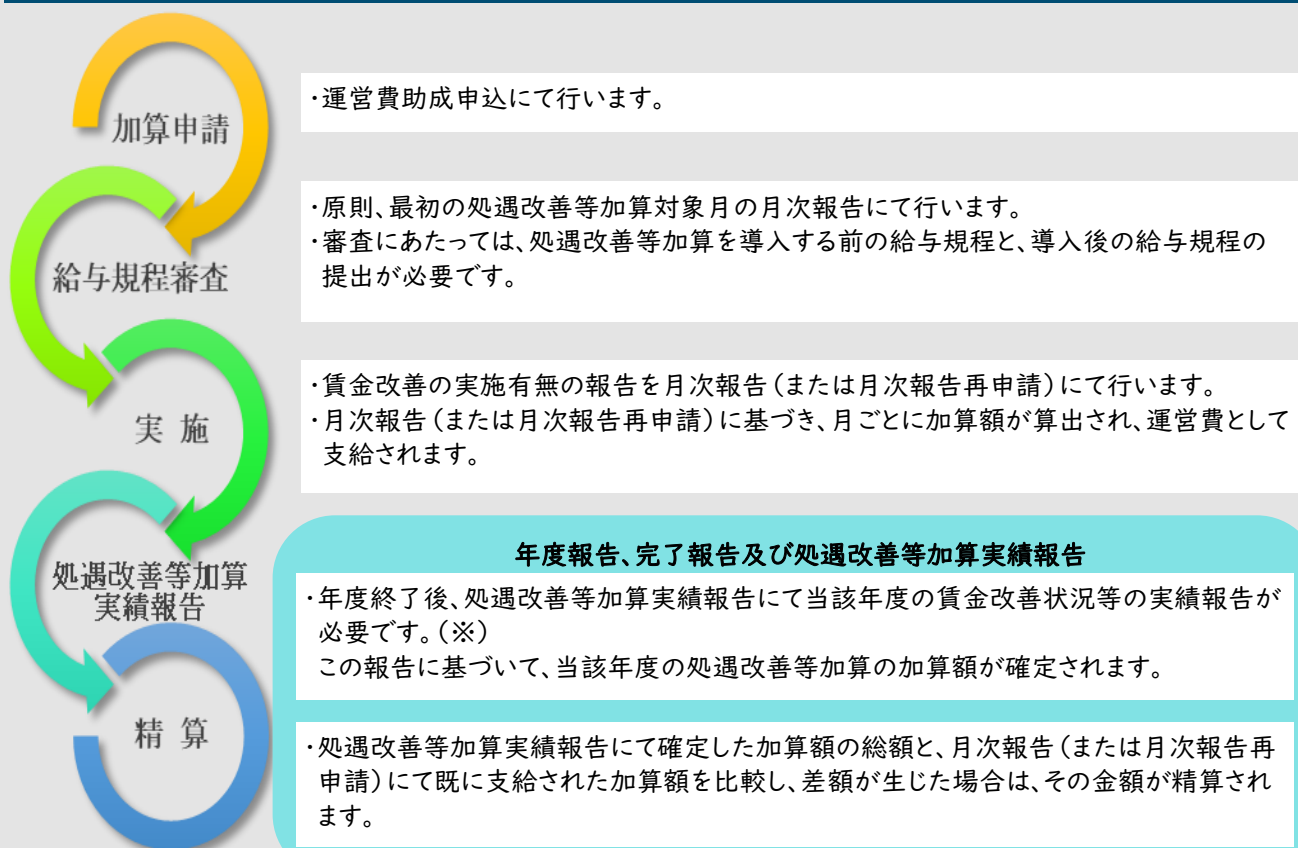 加算申請
・運営費助成申込にて行います。
給与規程審査
・原則、最初の処遇改善等加算対象月の月次報告にて行います。
・審査にあたっては、処遇改善等加算を導入する前の給与規程と、導入後の給与規程の
提出が必要です。
実 施
・賃金改善の実施有無の報告を月次報告（または月次報告再申請）にて行います。
・月次報告（または月次報告再申請）に基づき、月ごとに加算額が算出され、運営費として
支給されます。
処遇改善等加算
実績報告
年度報告、完了報告及び処遇改善等加算実績報告
・年度終了後、処遇改善等加算実績報告にて当該年度の賃金改善状況等の実績報告が
必要です。（※）
この報告に基づいて、当該年度の処遇改善等加算の加算額が確定されます。
精 算
・処遇改善等加算実績報告にて確定した加算額の総額と、月次報告（または月次報告再
申請）にて既に支給された加算額を比較し、差額が生じた場合は、その金額が精算され
ます。